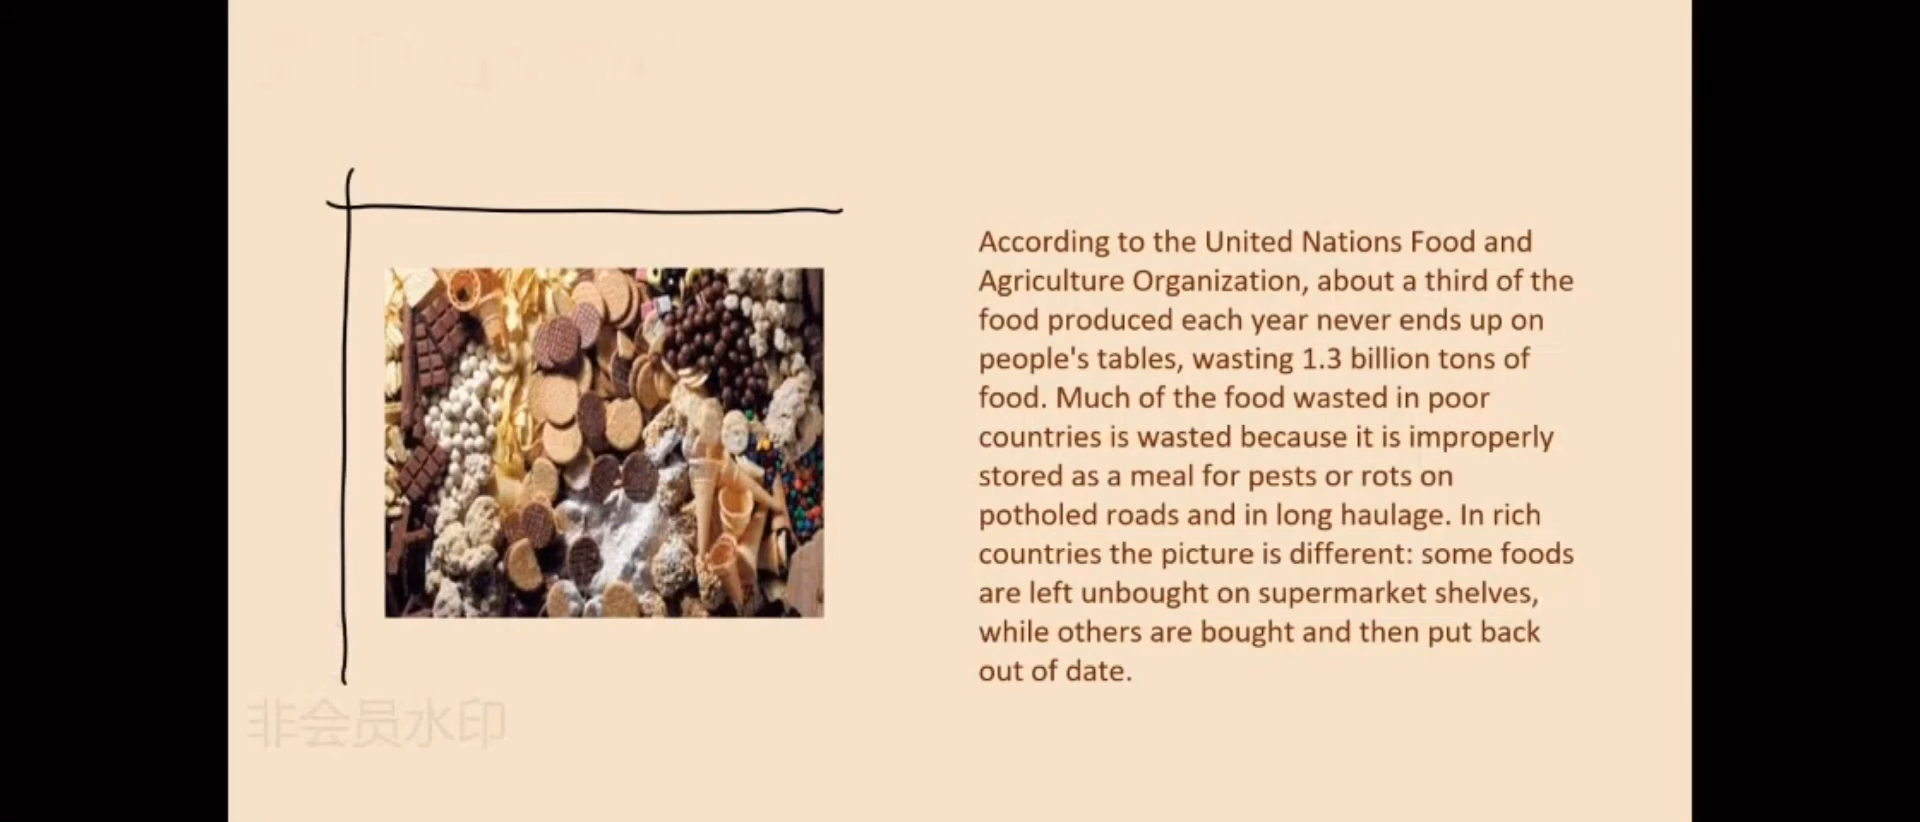 According to the United Nations Food and
Agriculture Organization, about a third of the
food produced each year never ends up on
people's tables, wasting 1.3 billion tons of
food. Much of the food wasted in poor
countries is wasted because it is improperly
stored as a meal for pests or rots on
potholed roads and in long haulage. In rich
countries the picture is different: some foods
are left unbought on supermarket shelves,
while others are bought and then put back
out of date.
非会员水印